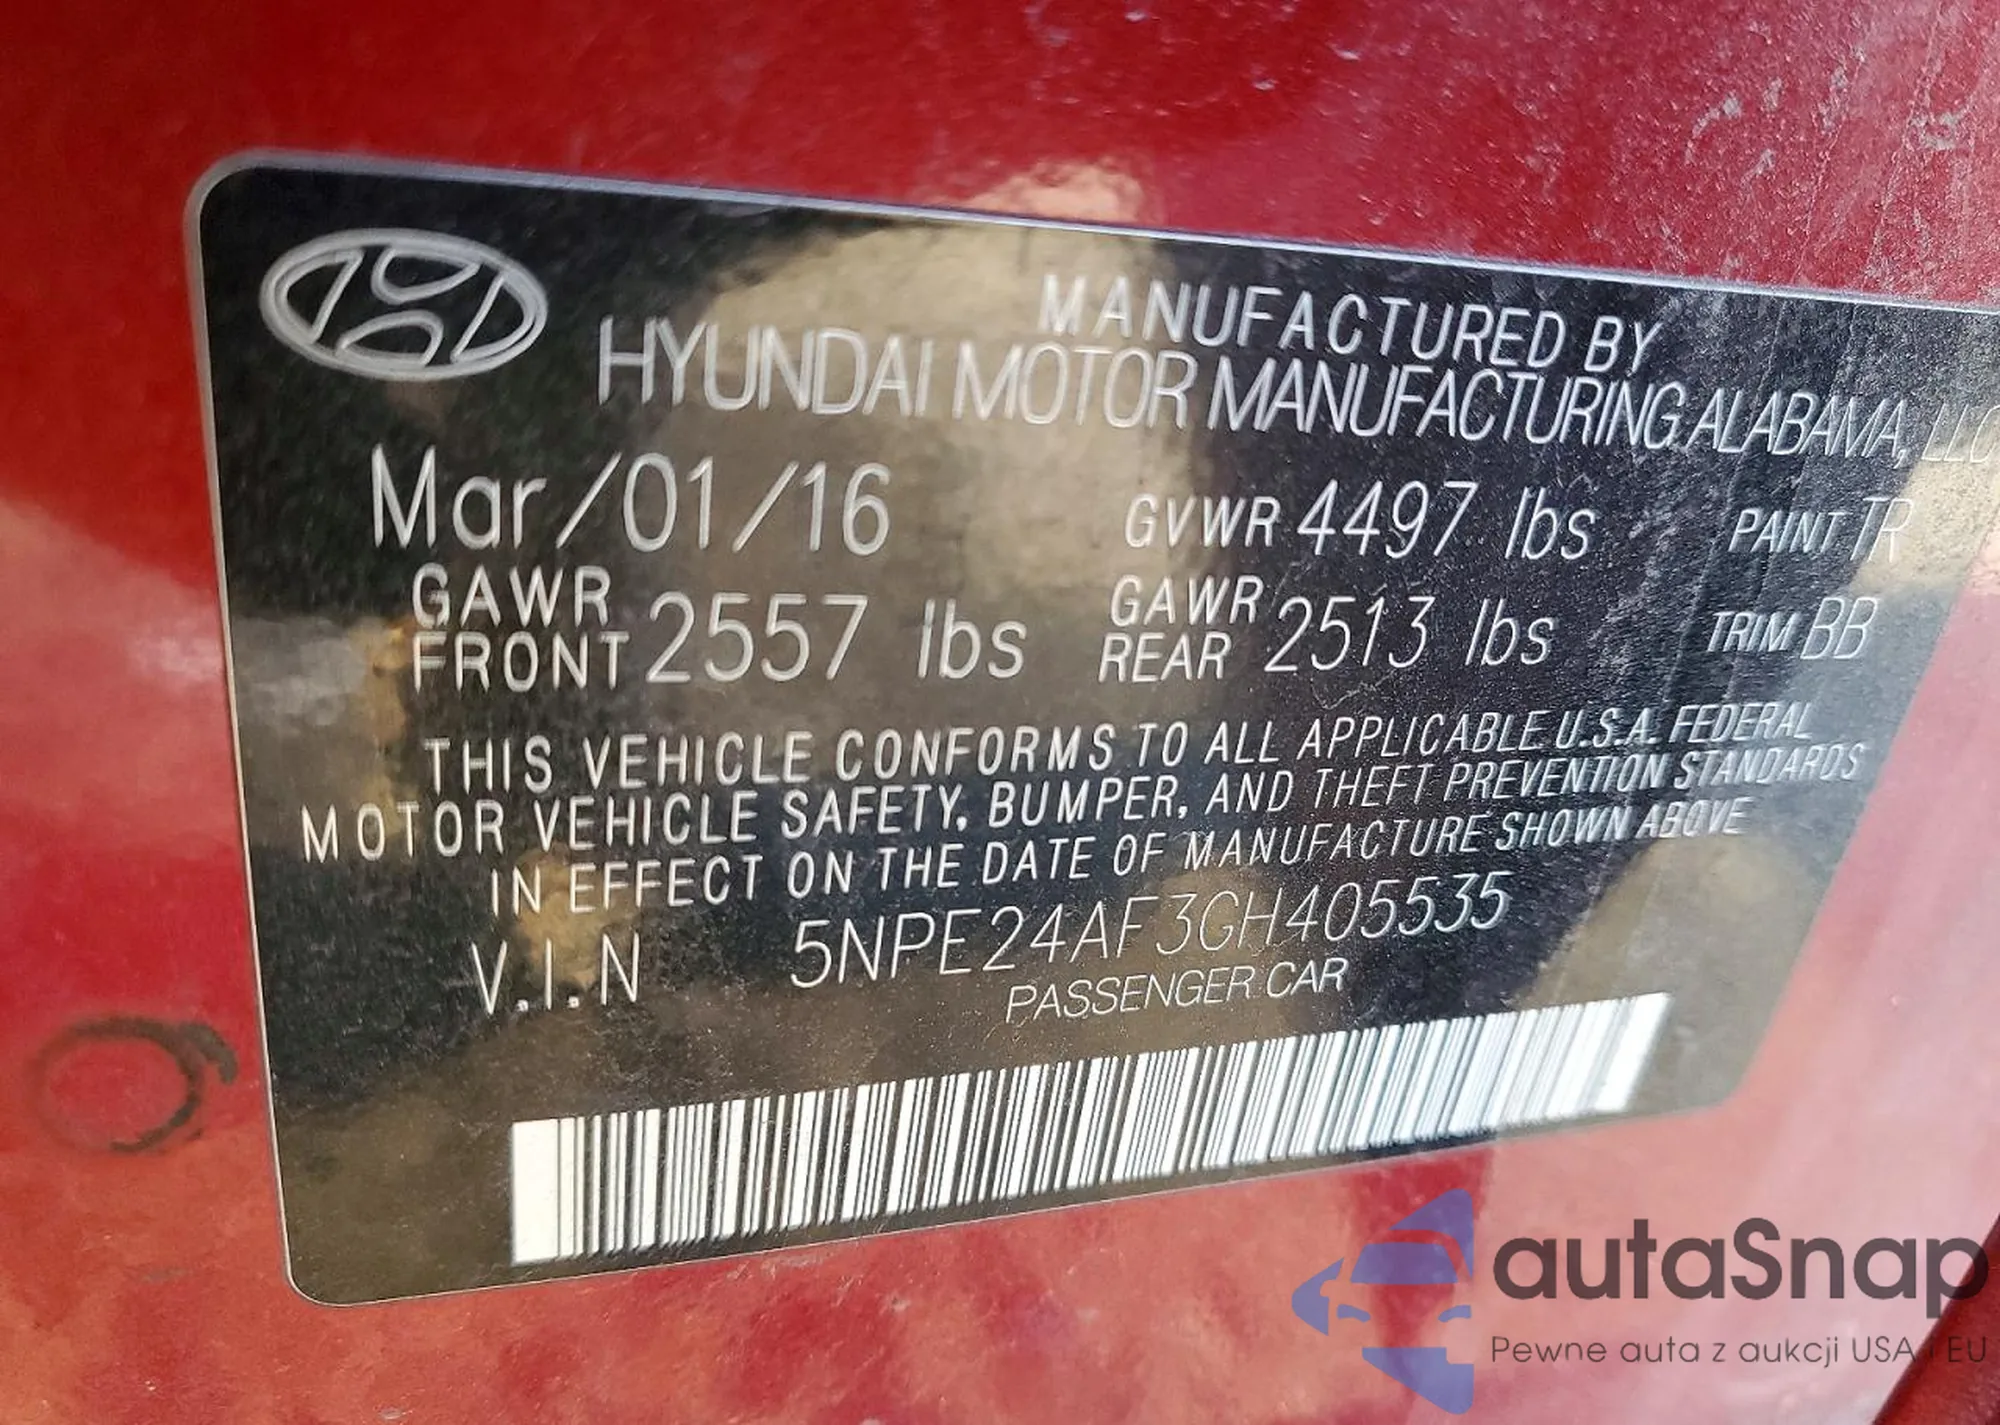 MANUFACTURED BY
HYUNDAI MOTOR MANUFACTURING ALABAMA, LLC
Mar/01/16 GVWR 4497 lbs PAINT TR
GAWR FRONT 2557 lbs GAWR REAR 2513 lbs TRIM BB
THIS VEHICLE CONFORMS TO ALL APPLICABLE U.S.A. FEDERAL
MOTOR VEHICLE SAFETY, BUMPER, AND THEFT PREVENTION STANDARDS
IN EFFECT ON THE DATE OF MANUFACTURE SHOWN ABOVE
V.I.N 5NPE24AF3GH405535
PASSENGER CAR
autaSnap
Pewne auta z aukcji USA i EU